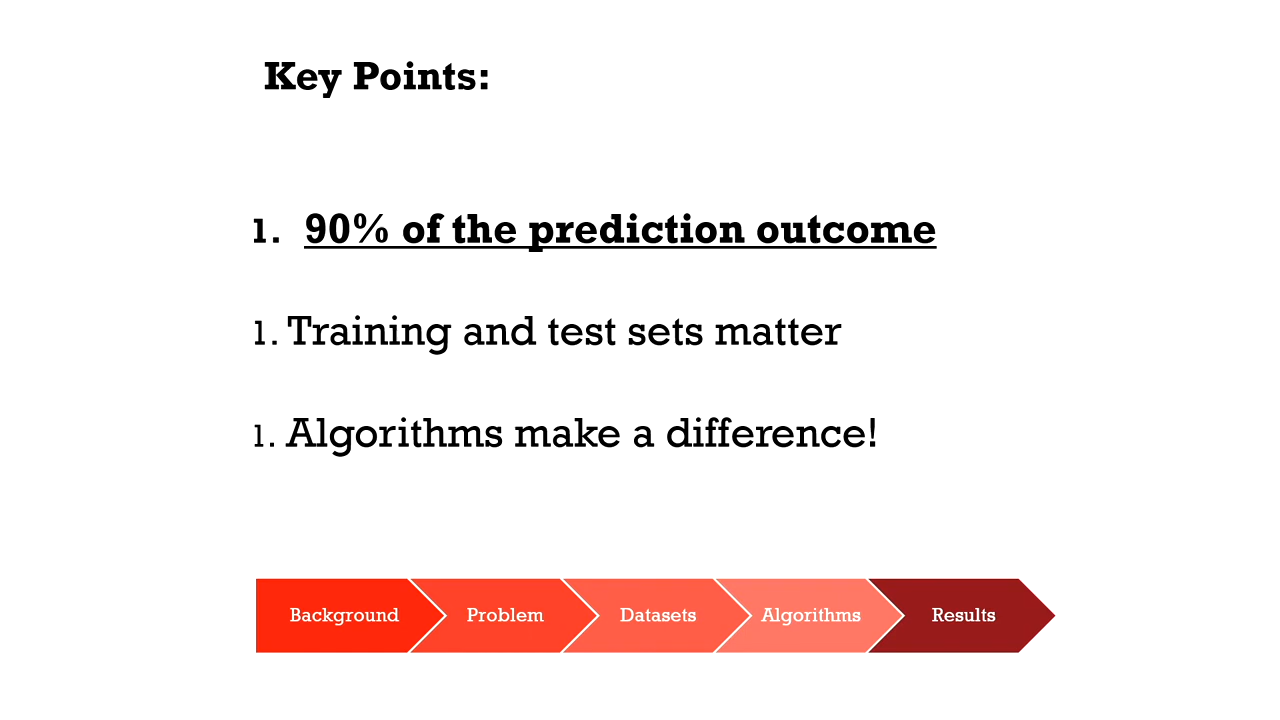 Key Points:
1. 90% of the prediction outcome
1. Training and test sets matter
1. Algorithms make a difference!
Background Problem Datasets Algorithms Results